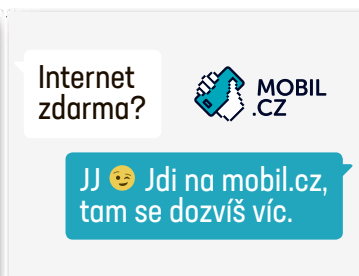 Internet
zdarma?
MOBIL
.CZ
JJ 😉 Jdi na mobil.cz,
tam se dozvíš víc.